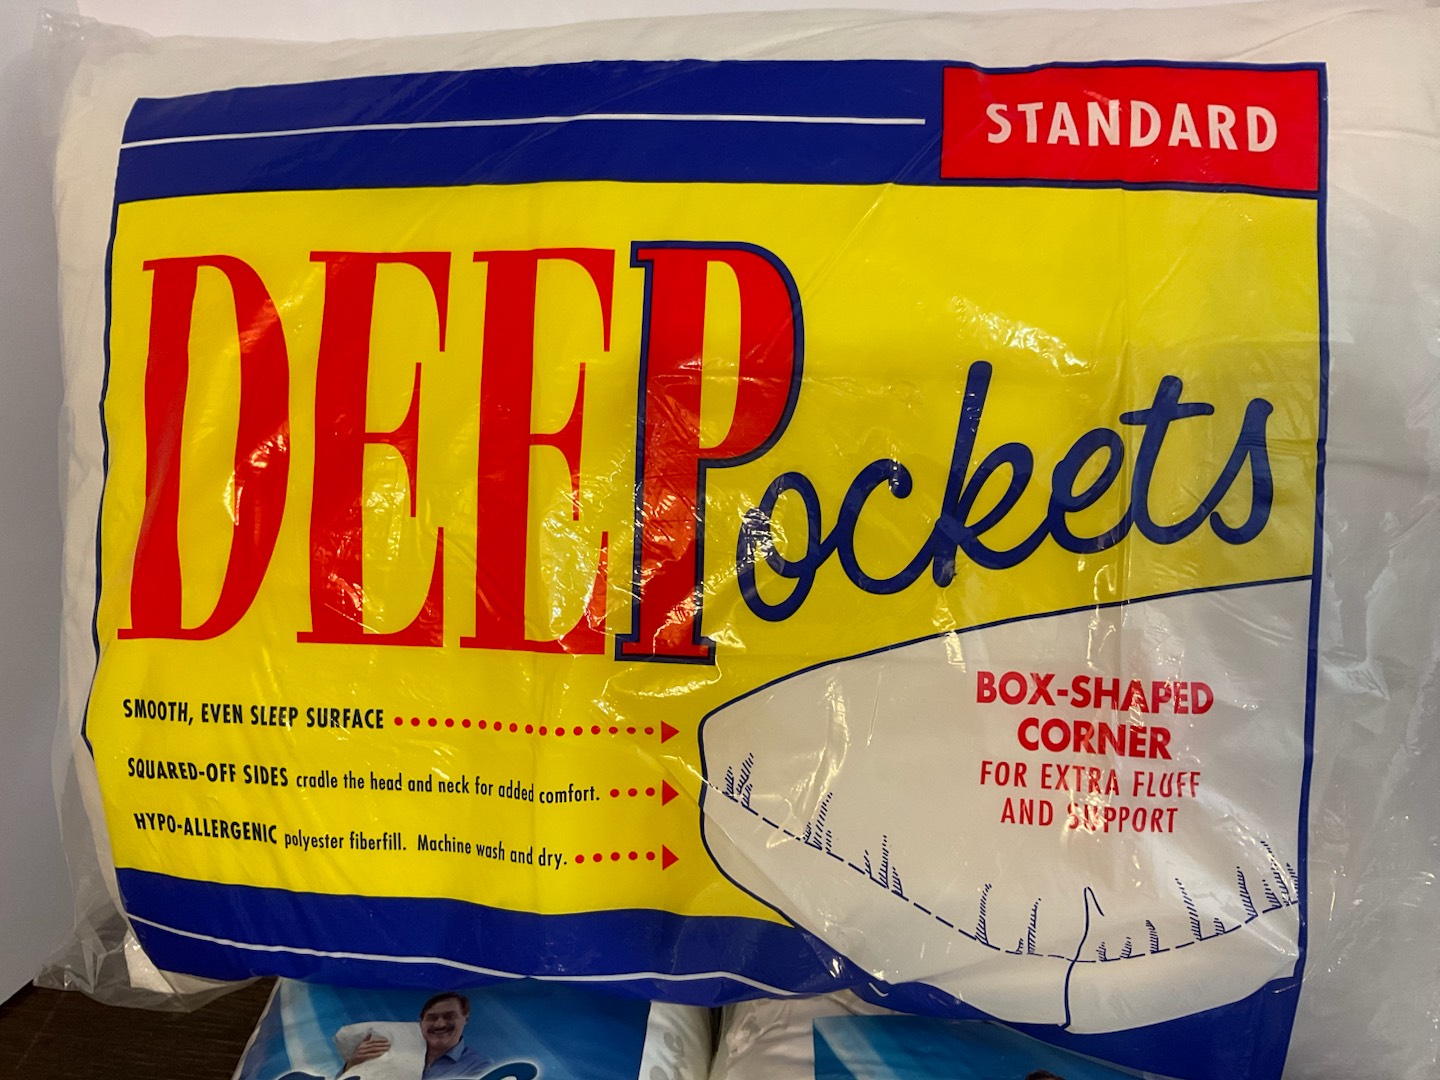 STANDARD
DEEPockets
SMOOTH, EVEN SLEEP SURFACE
SQUARED-OFF SIDES cradle the head and neck for added comfort.
HYPO-ALLERGENIC polyester fiberfill. Machine wash and dry.
BOX-SHAPED
CORNER
FOR EXTRA FLUFF
AND SUPPORT